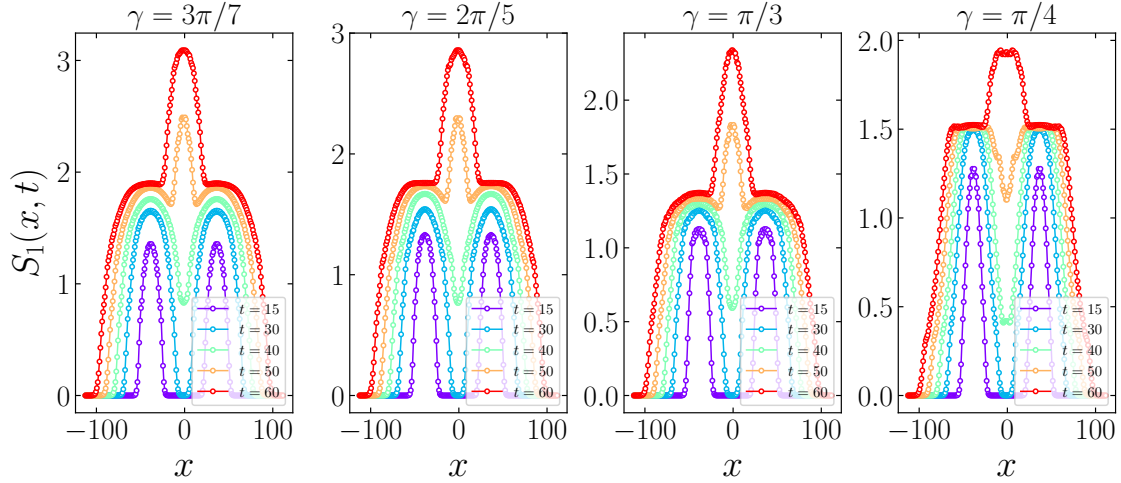 γ = 3π/7
γ = 2π/5
γ = π/3
γ = π/4
S₁(x, t)
3
2
1
0
−100
0
100
x
t = 15
t = 30
t = 40
t = 50
t = 60
3
2
1
0
−100
0
100
x
t = 15
t = 30
t = 40
t = 50
t = 60
2.0
1.5
1.0
0.5
0.0
−100
0
100
x
t = 15
t = 30
t = 40
t = 50
t = 60
2.0
1.5
1.0
0.5
0.0
−100
0
100
x
t = 15
t = 30
t = 40
t = 50
t = 60